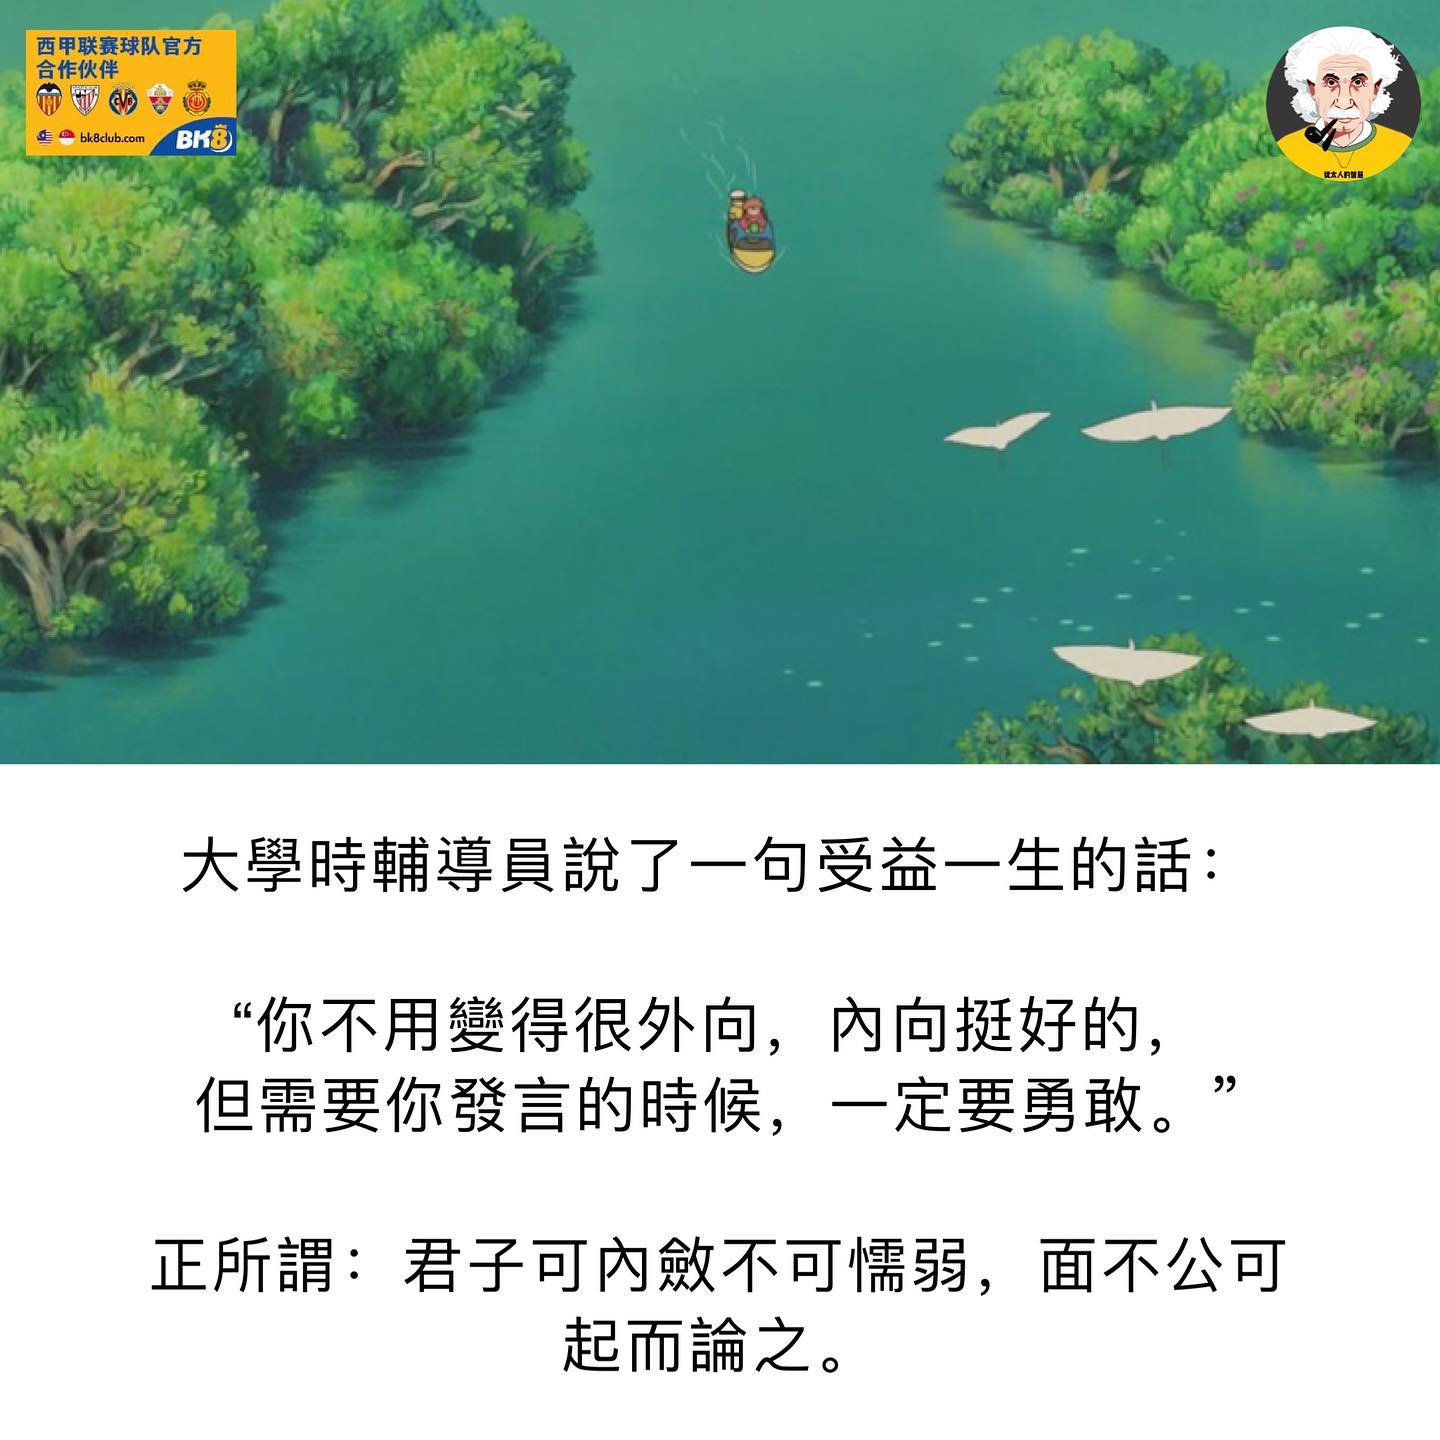 西甲联赛球队官方
合作伙伴
bk8club.com
BK8
犹太人的智慧
大學時輔導員說了一句受益一生的話：
“你不用變得很外向，內向挺好的，
但需要你發言的時候，一定要勇敢。”
正所謂：君子可內斂不可懦弱，面不公可
起而論之。